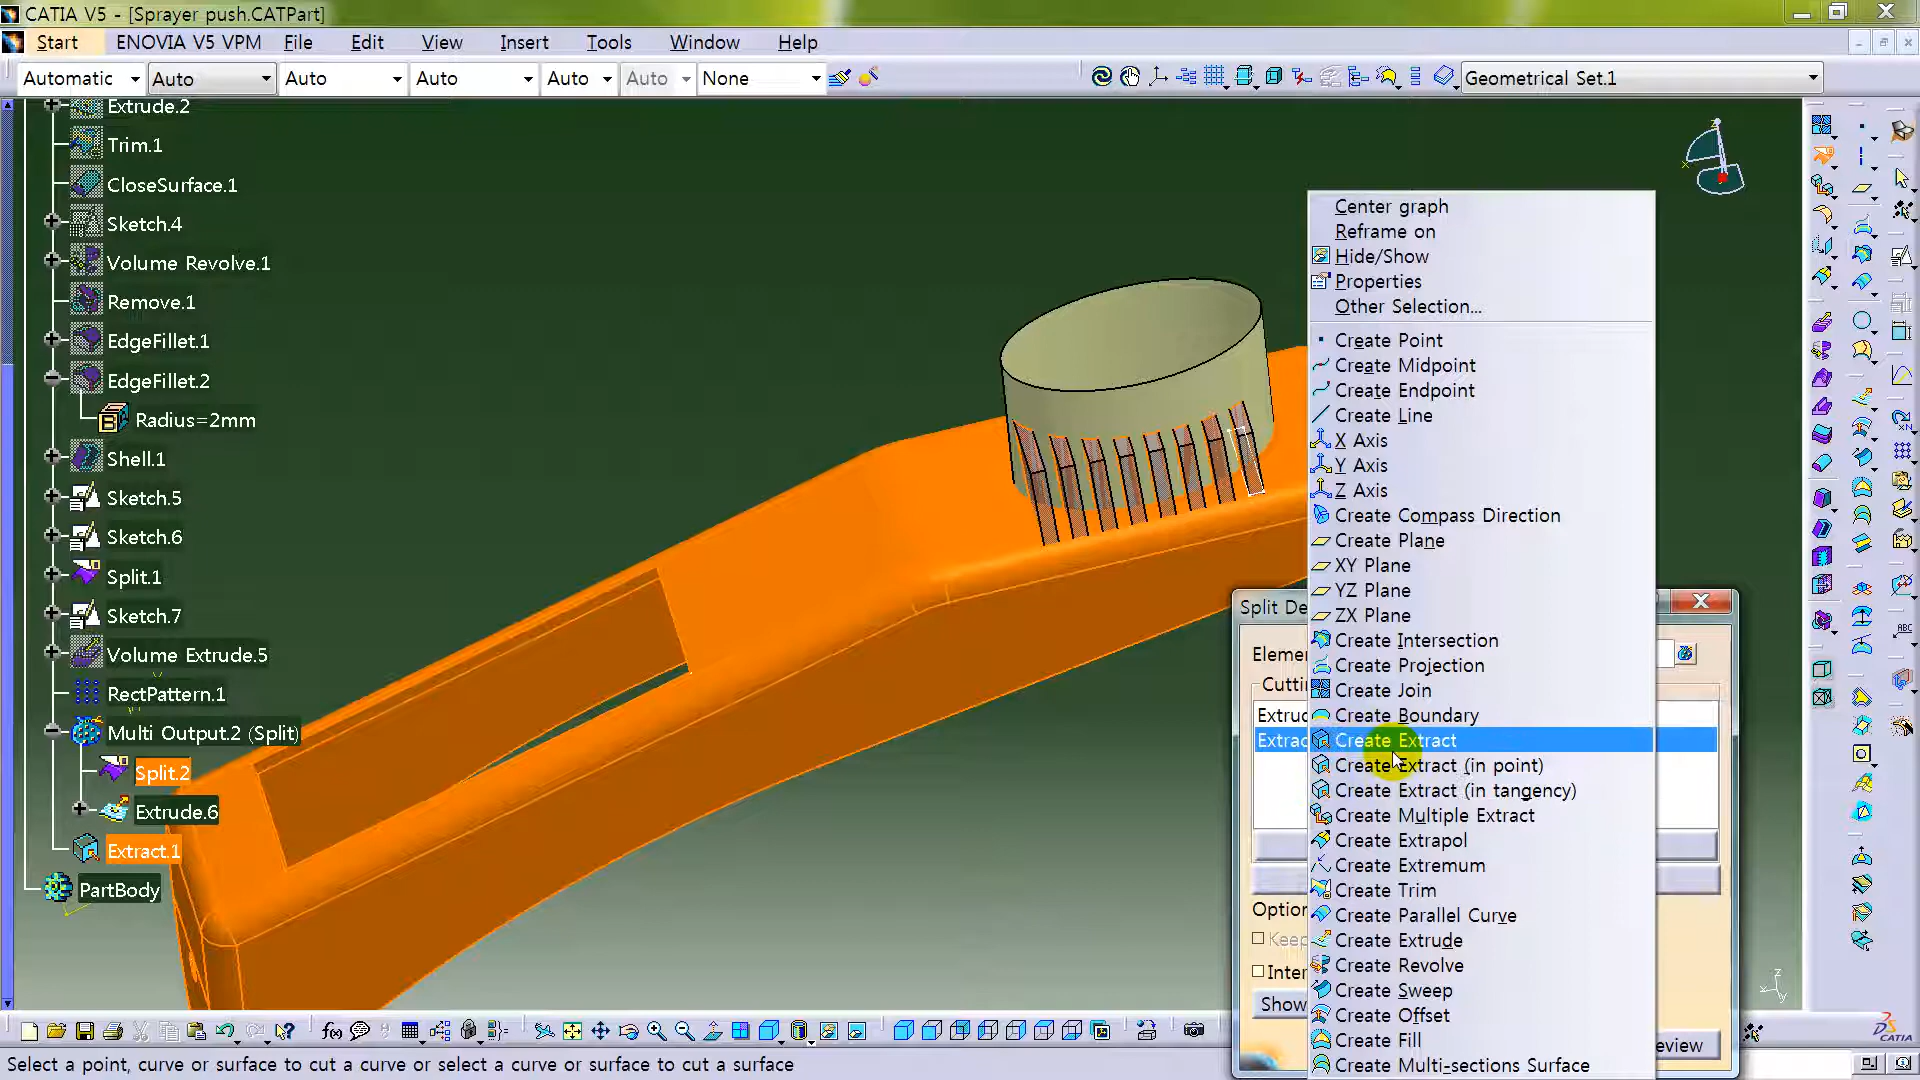 CATIA V5 - [Sprayer push.CATPart]
Start ENOVIA V5 VPM File Edit View Insert Tools Window Help
Automatic Auto Auto Auto Auto Auto None Geometrical Set.1
Extrude.2
Trim.1
CloseSurface.1
Sketch.4
Volume Revolve.1
Remove.1
EdgeFillet.1
EdgeFillet.2
Radius=2mm
Shell.1
Sketch.5
Sketch.6
Split.1
Sketch.7
Volume Extrude.5
RectPattern.1
Multi Output.2 (Split)
Split.2
Extrude.6
Extract.1
PartBody
Center graph
Reframe on
Hide/Show
Properties
Other Selection...
Create Point
Create Midpoint
Create Endpoint
Create Line
X Axis
Y Axis
Z Axis
Create Compass Direction
Create Plane
XY Plane
YZ Plane
ZX Plane
Create Intersection
Create Projection
Create Join
Create Boundary
Create Extract
Create Extract (in point)
Create Extract (in tangency)
Create Multiple Extract
Create Extrapol
Create Extremum
Create Trim
Create Parallel Curve
Create Extrude
Create Revolve
Create Sweep
Create Offset
Create Fill
Create Multi-sections Surface
Split De
Elemen
Cutti
Extrud
Extrac
Option
Keep
Inter
Show
eview
f(x)
ABC
CATIA
Select a point, curve or surface to cut a curve or select a curve or surface to cut a surface